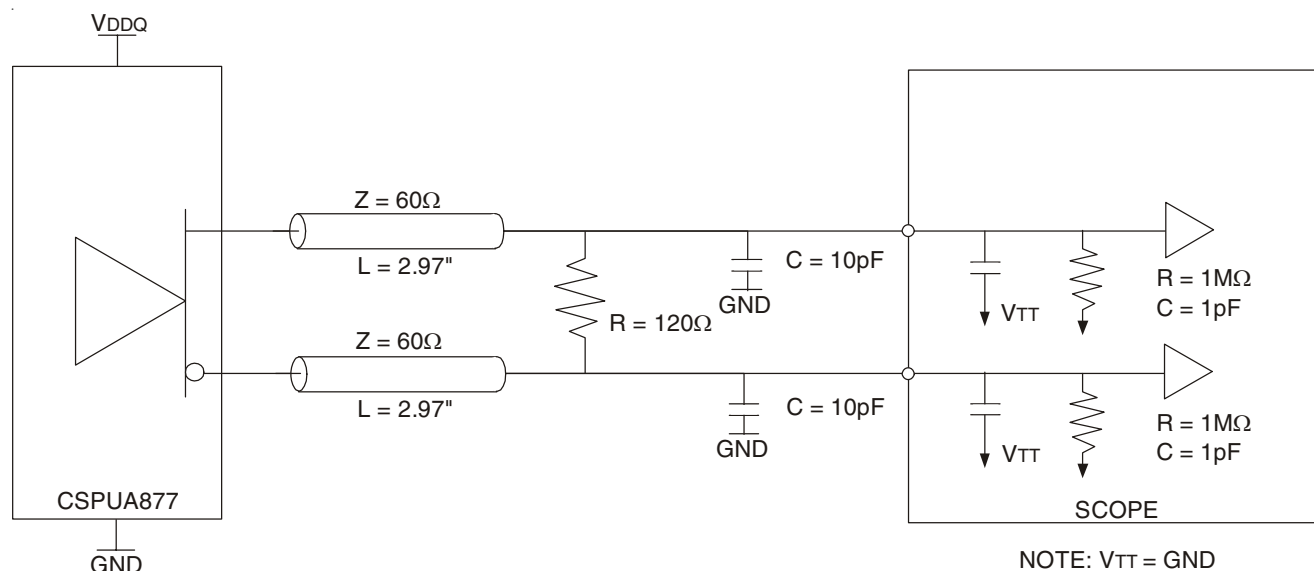 VDDQ
Z = 60Ω
L = 2.97"
C = 10pF
GND
R = 120Ω
VTT
R = 1MΩ
C = 1pF
Z = 60Ω
L = 2.97"
C = 10pF
GND
VTT
R = 1MΩ
C = 1pF
CSPUA877
SCOPE
GND
NOTE: VTT = GND